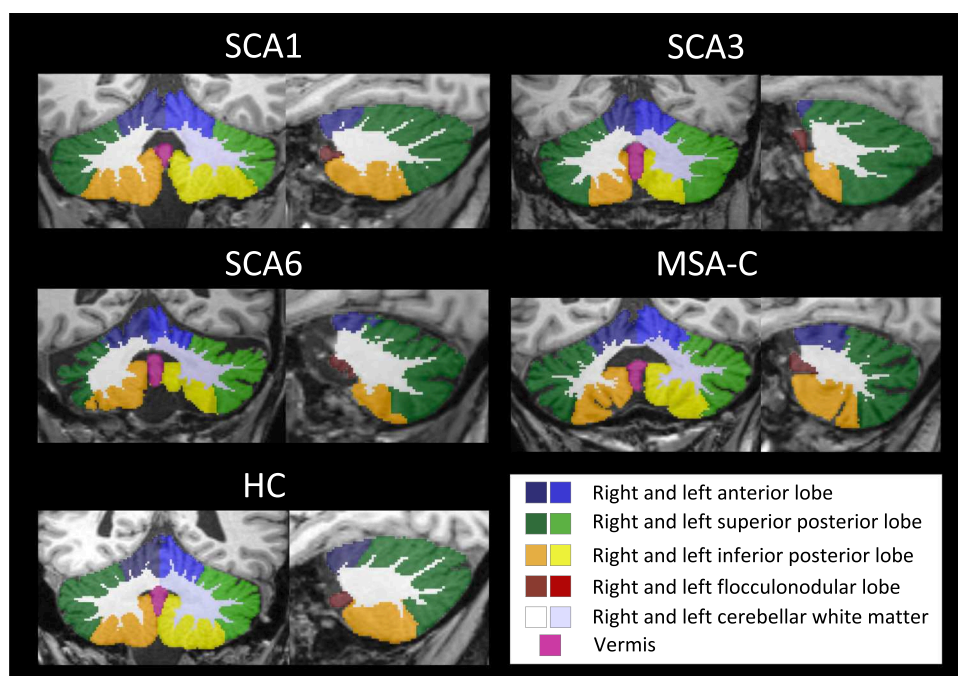 SCA1
SCA3
SCA6
MSA-C
HC
Right and left anterior lobe
Right and left superior posterior lobe
Right and left inferior posterior lobe
Right and left flocculonodular lobe
Right and left cerebellar white matter
Vermis